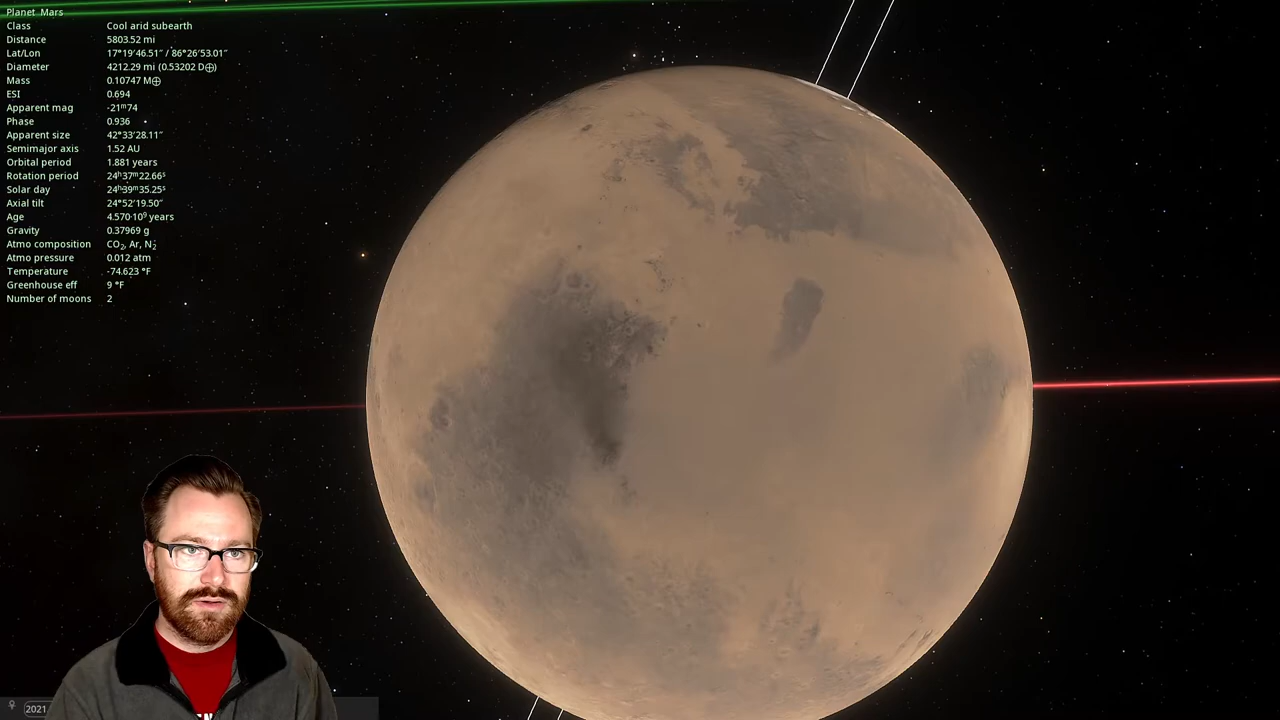 Planet Mars
Class Cool arid subearth
Distance 5803.52 mi
Lat/Lon 17°19′46.51″ / 86°26′53.01″
Diameter 4212.29 mi (0.53202 D⊕)
Mass 0.10747 M⊕
ESI 0.694
Apparent mag -21ᵐ74
Phase 0.936
Apparent size 42°33′28.11″
Semimajor axis 1.52 AU
Orbital period 1.881 years
Rotation period 24ʰ37ᵐ22.66ˢ
Solar day 24ʰ39ᵐ35.25ˢ
Axial tilt 24°52′19.50″
Age 4.570·10⁹ years
Gravity 0.37969 g
Atmo composition CO₂, Ar, N₂
Atmo pressure 0.012 atm
Temperature -74.623 °F
Greenhouse eff 9 °F
Number of moons 2
2021